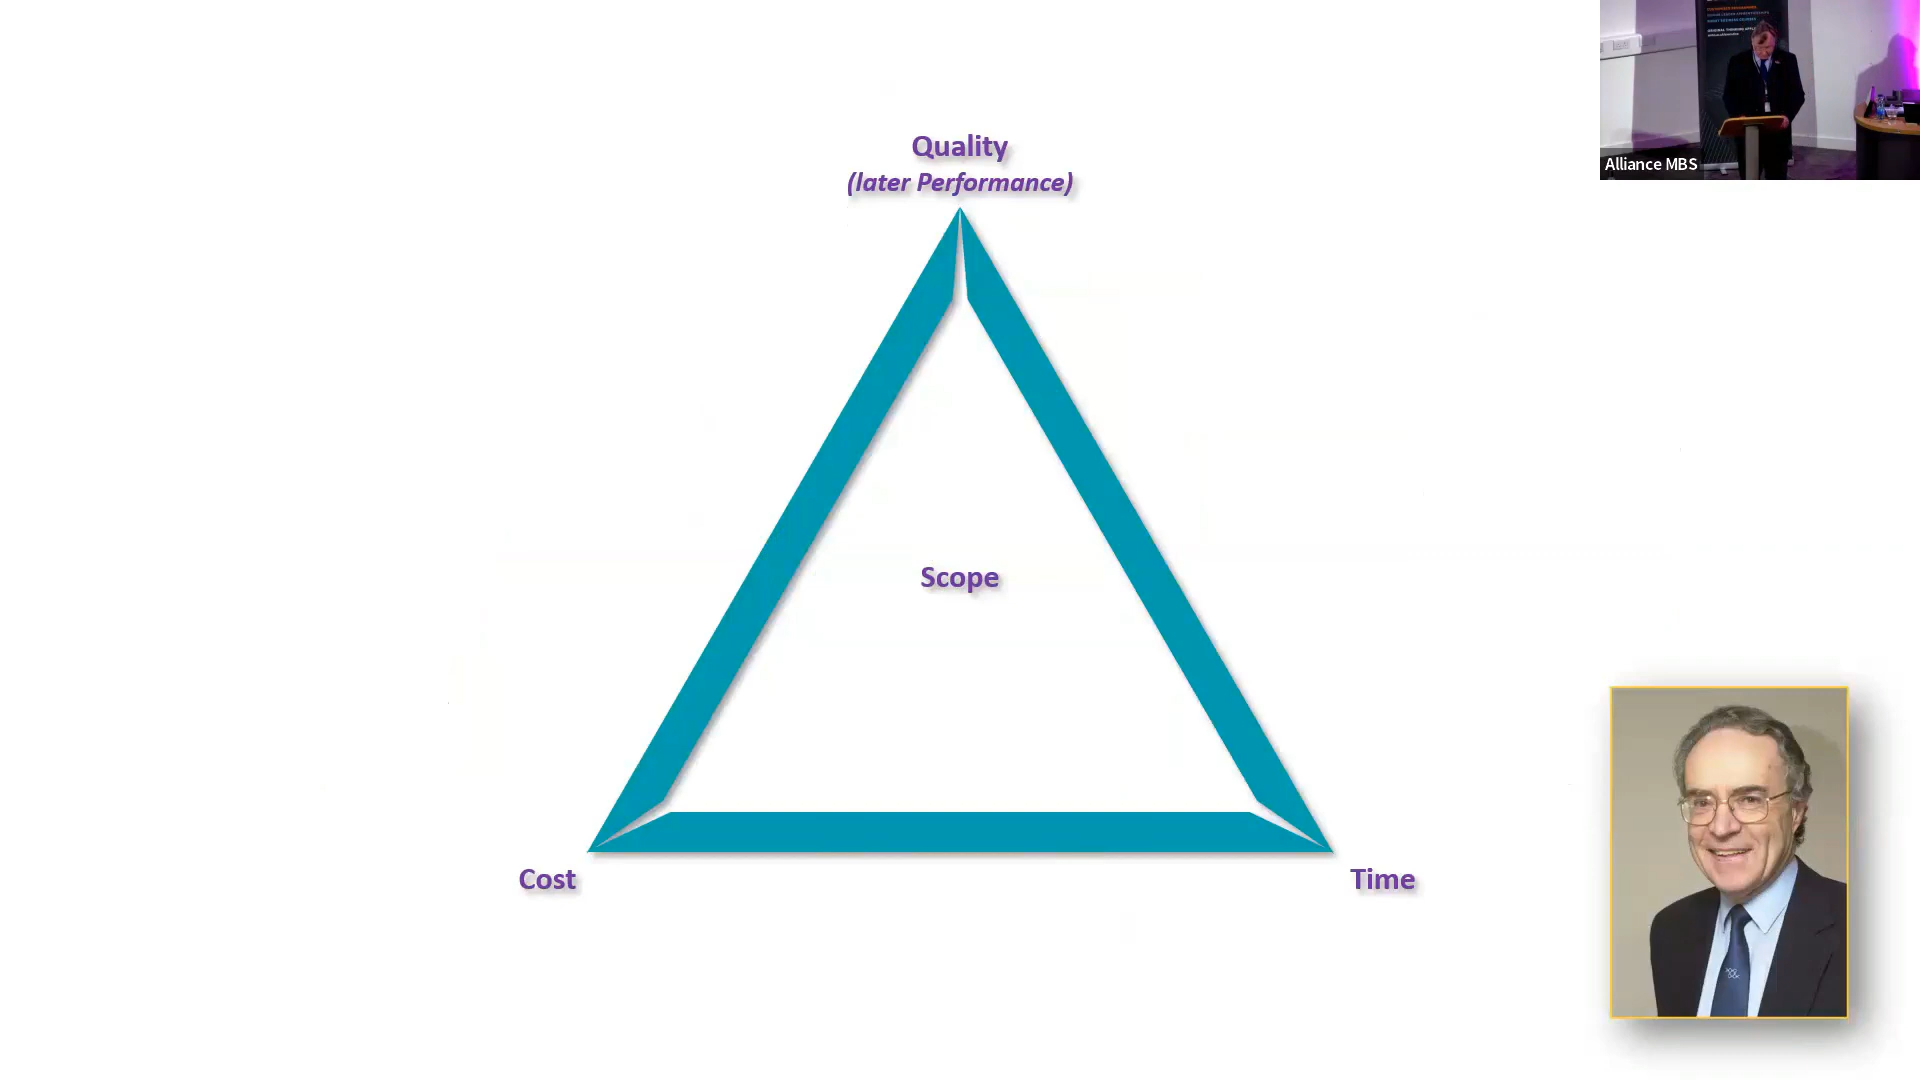 Quality
(later Performance)
Scope
Cost
Time
Alliance MBS